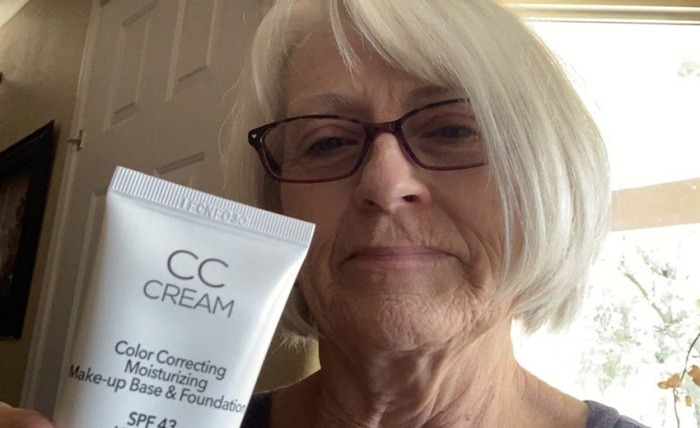 CC
CREAM
Color Correcting
Moisturizing
Make-up Base & Foundation
SPF 43